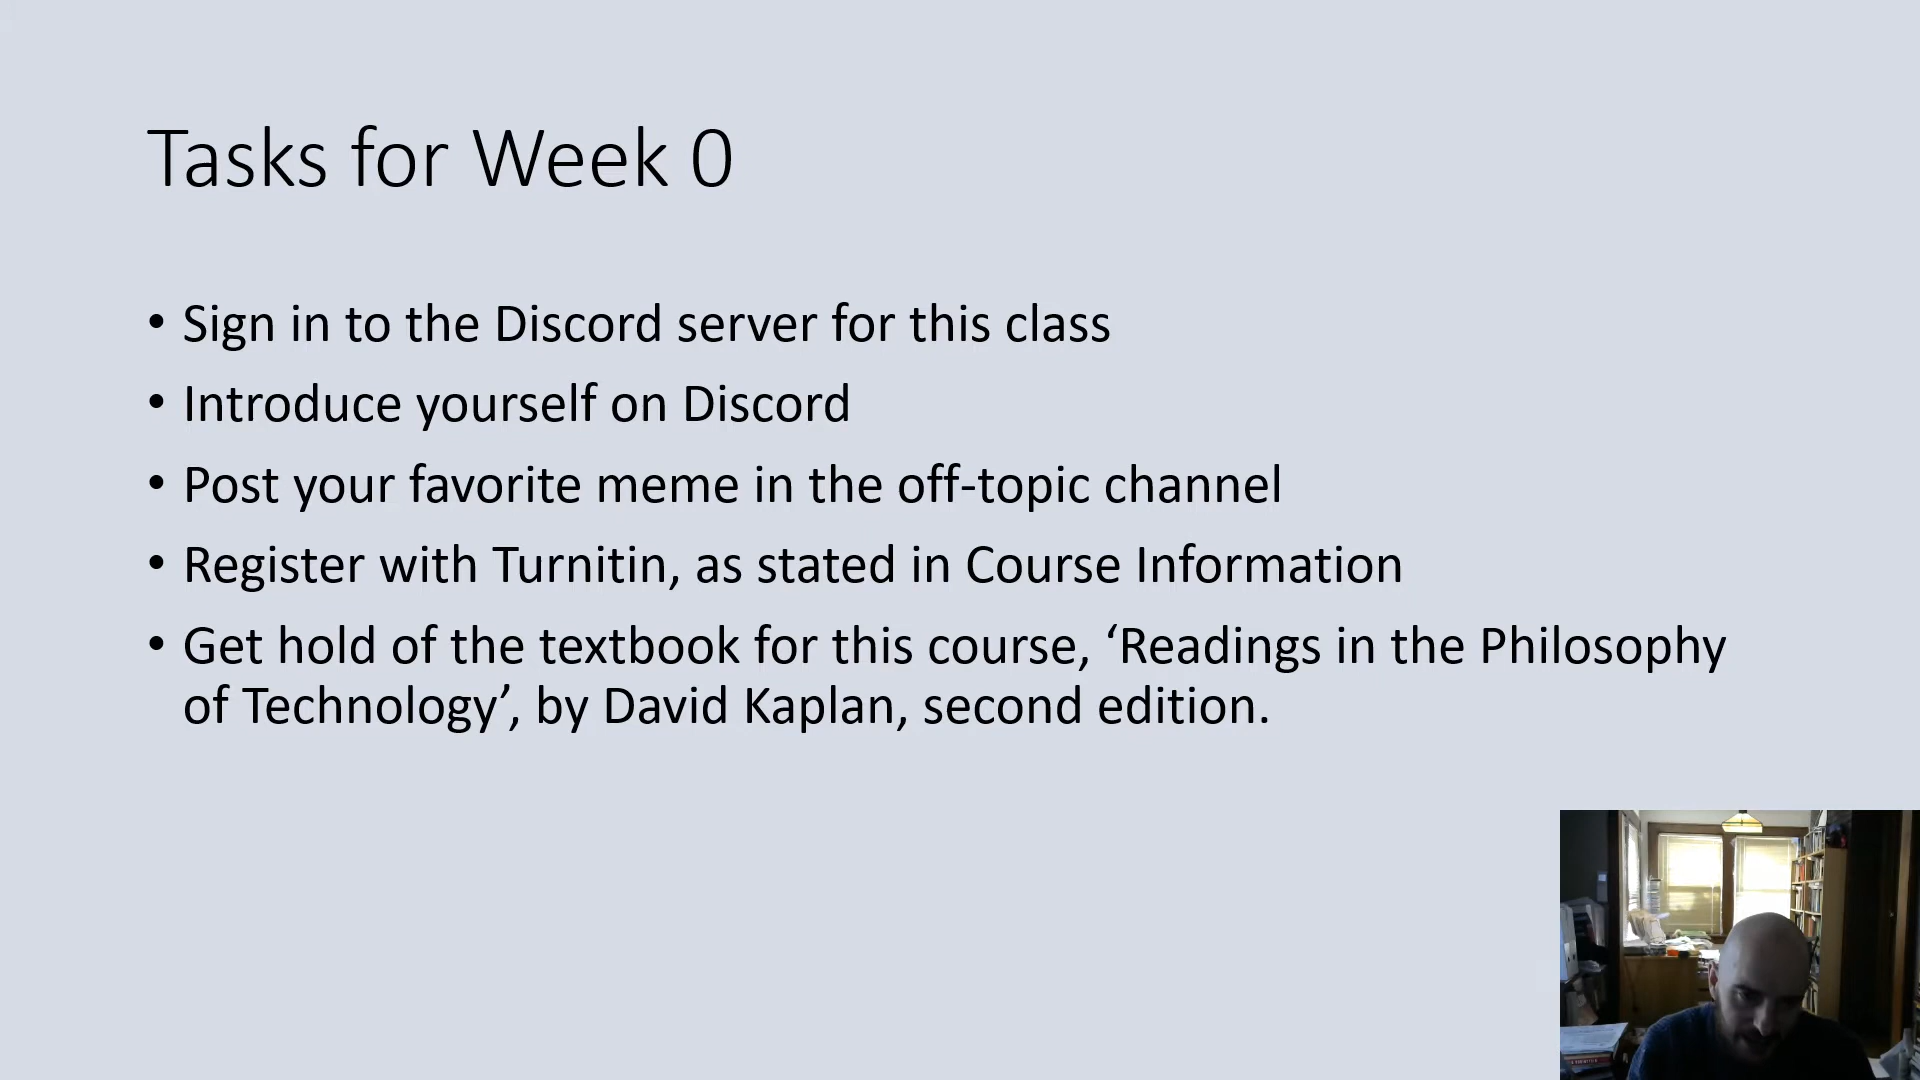 Tasks for Week 0
• Sign in to the Discord server for this class
• Introduce yourself on Discord
• Post your favorite meme in the off-topic channel
• Register with Turnitin, as stated in Course Information
• Get hold of the textbook for this course, ‘Readings in the Philosophy
of Technology’, by David Kaplan, second edition.